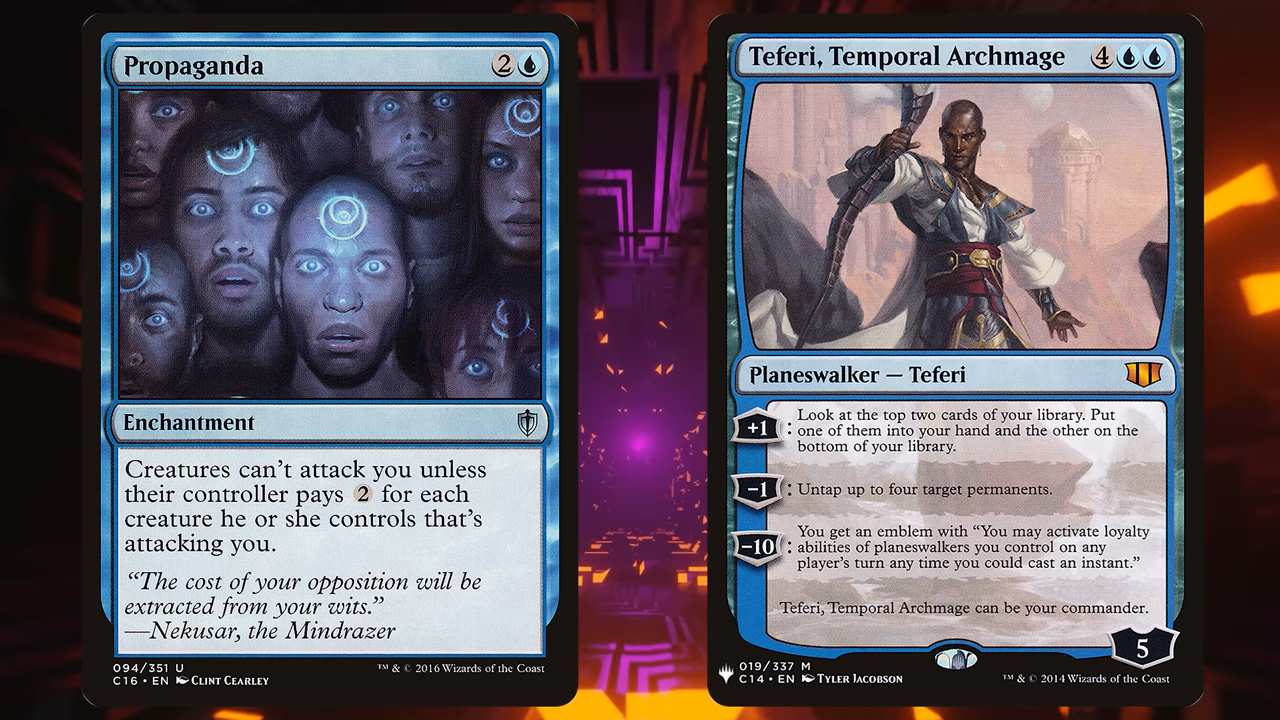 Propaganda 2
Enchantment
Creatures can't attack you unless
their controller pays 2 for each
creature he or she controls that's
attacking you.
“The cost of your opposition will be
extracted from your wits.”
—Nekusar, the Mindrazer
094/351 U
C16 • EN CLINT CEARLEY
™ & © 2016 Wizards of the Coast
Teferi, Temporal Archmage 4
Planeswalker — Teferi
+1: Look at the top two cards of your library. Put
one of them into your hand and the other on the
bottom of your library.
−1: Untap up to four target permanents.
−10: You get an emblem with “You may activate loyalty
abilities of planeswalkers you control on any
player's turn any time you could cast an instant.”
Teferi, Temporal Archmage can be your commander.
5
019/337 M
C14 • EN TYLER JACOBSON
™ & © 2014 Wizards of the Coast